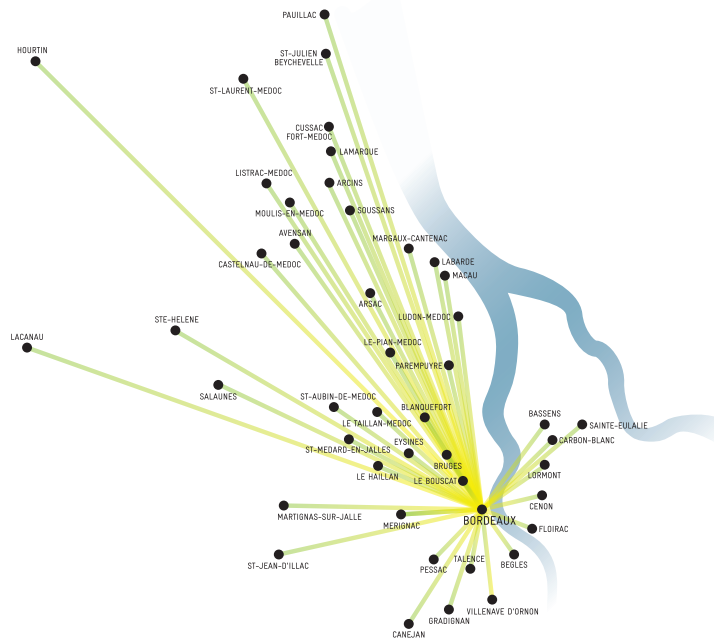 PAUILLAC
HOURTIN
ST-JULIEN
BEYCHEVELLE
ST-LAURENT-MEDOC
CUSSAC
FORT-MEDOC
LAMARQUE
LISTRAC-MEDOC
ARCINS
MOULIS-EN-MEDOC
SOUSSANS
AVENSAN
MARGAUX-CANTENAC
CASTELNAU-DE-MEDOC
LABARDE
MACAU
ARSAC
STE-HELENE
LUDON-MEDOC
LACANAU
LE-PIAN-MEDOC
PAREMPUYRE
SALAUNES
ST-AUBIN-DE-MEDOC
BLANQUEFORT
LE TAILLAN-MEDOC
BASSENS
SAINTE-EULALIE
EYSINES
CARBON-BLANC
ST-MEDARD-EN-JALLES
BRUGES
LE HAILLAN
LE BOUSCAT
LORMONT
CENON
MARTIGNAS-SUR-JALLE
MERIGNAC
BORDEAUX
FLOIRAC
ST-JEAN-D'ILLAC
PESSAC
TALENCE
BEGLES
VILLENAVE D'ORNON
GRADIGNAN
CANEJAN